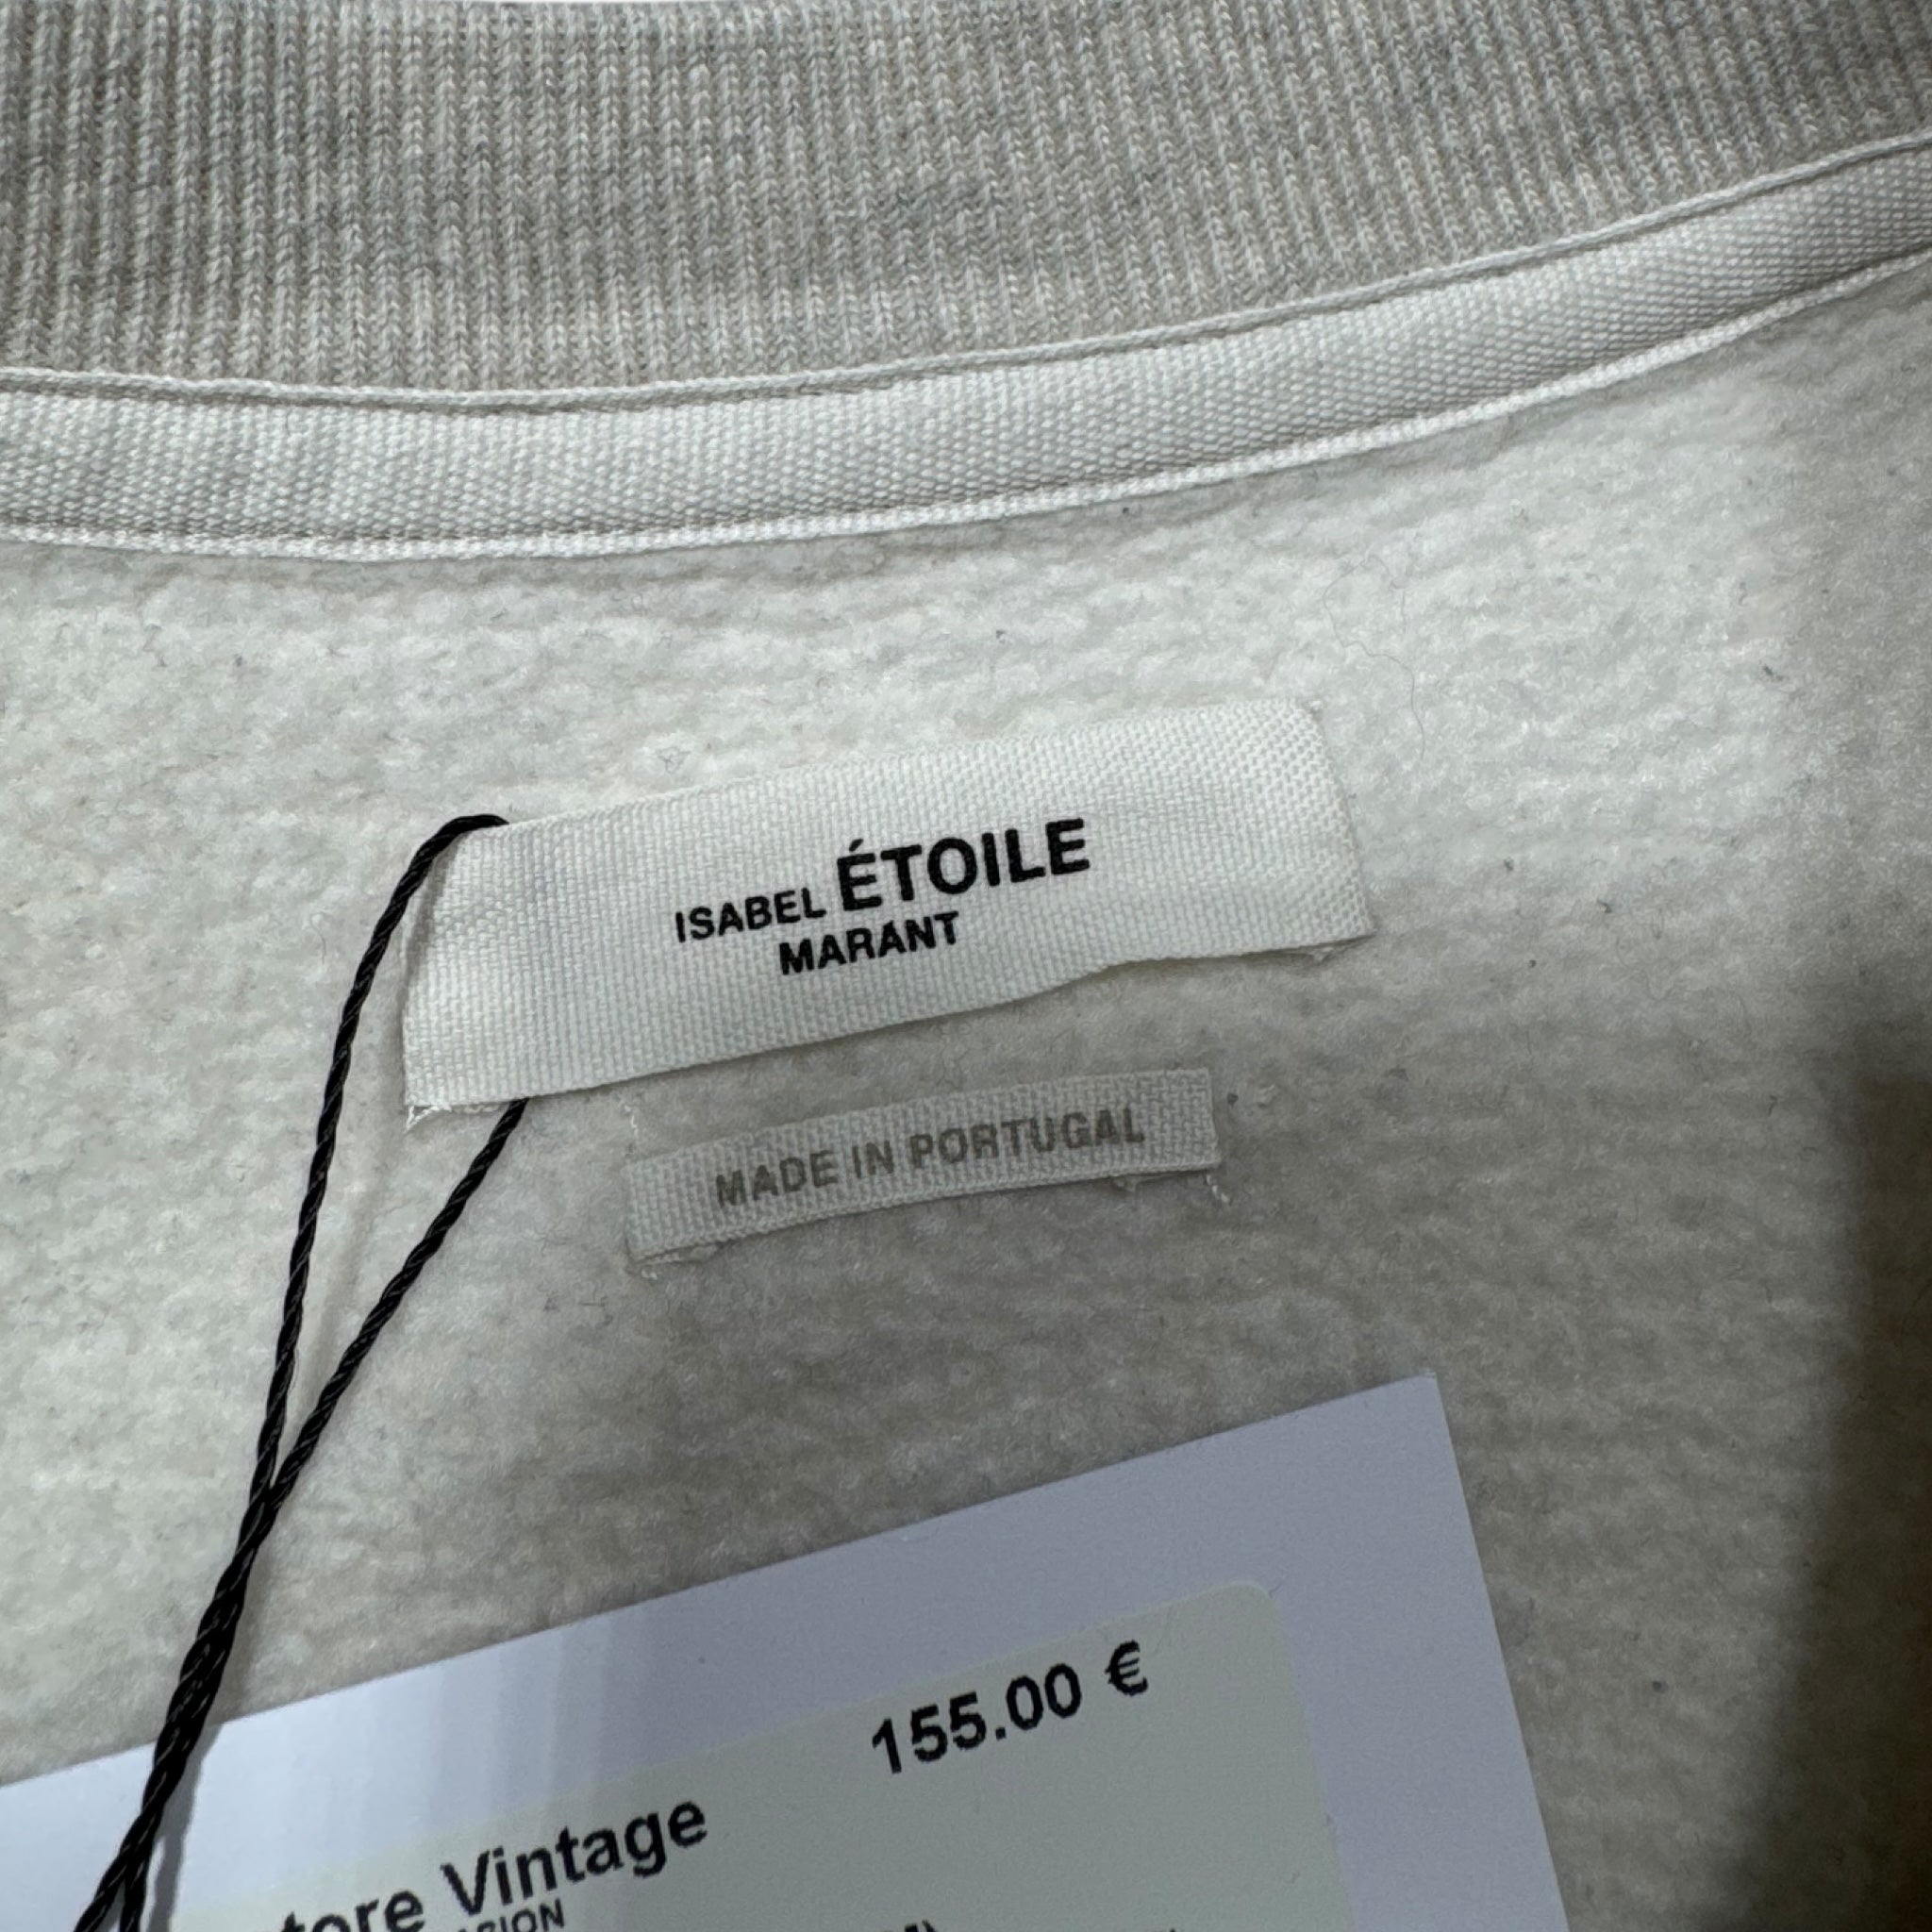 ISABEL ÉTOILE
MARANT
MADE IN PORTUGAL
155.00 €
Vintage